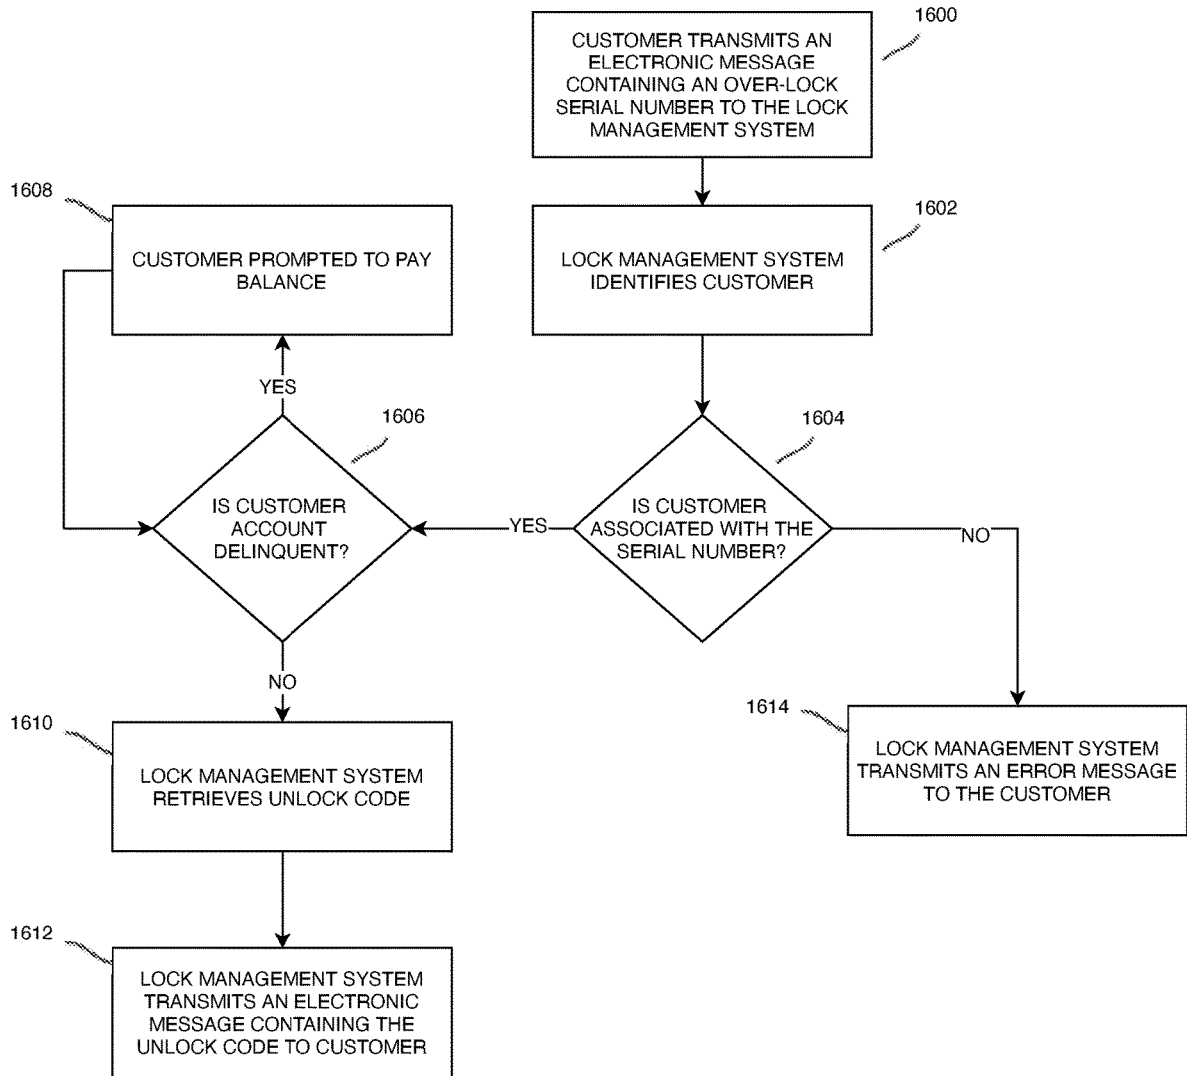 1600
CUSTOMER TRANSMITS AN
ELECTRONIC MESSAGE
CONTAINING AN OVER-LOCK
SERIAL NUMBER TO THE LOCK
MANAGEMENT SYSTEM
1602
LOCK MANAGEMENT SYSTEM
IDENTIFIES CUSTOMER
1604
IS CUSTOMER
ASSOCIATED WITH THE
SERIAL NUMBER?
YES
NO
1606
IS CUSTOMER
ACCOUNT
DELINQUENT?
YES
1608
CUSTOMER PROMPTED TO PAY
BALANCE
NO
1610
LOCK MANAGEMENT SYSTEM
RETRIEVES UNLOCK CODE
1612
LOCK MANAGEMENT SYSTEM
TRANSMITS AN ELECTRONIC
MESSAGE CONTAINING THE
UNLOCK CODE TO CUSTOMER
1614
LOCK MANAGEMENT SYSTEM
TRANSMITS AN ERROR MESSAGE
TO THE CUSTOMER